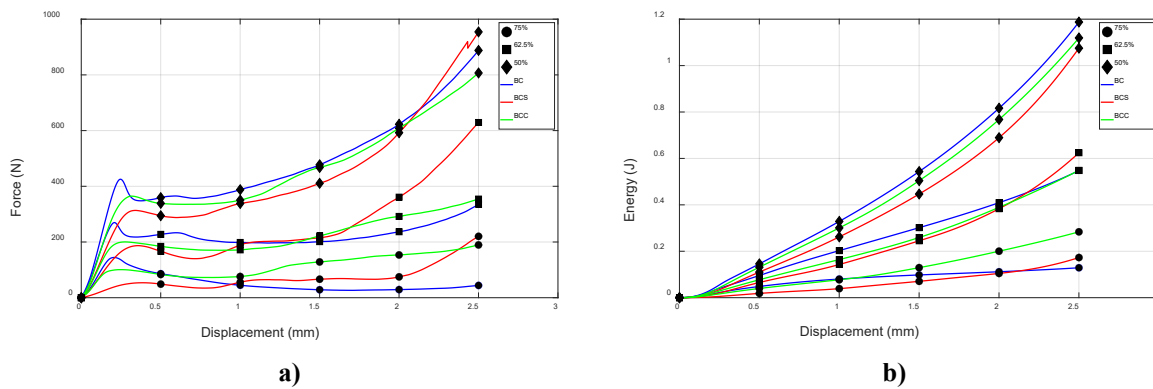 1000
800
600
400
200
0
Force (N)
0 0.5 1 1.5 2 2.5 3
Displacement (mm)
75%
62.5%
50%
BC
BCS
BCC
a)
1.2
1
0.8
0.6
0.4
0.2
0
Energy (J)
0 0.5 1 1.5 2 2.5
Displacement (mm)
75%
62.5%
50%
BC
BCS
BCC
b)